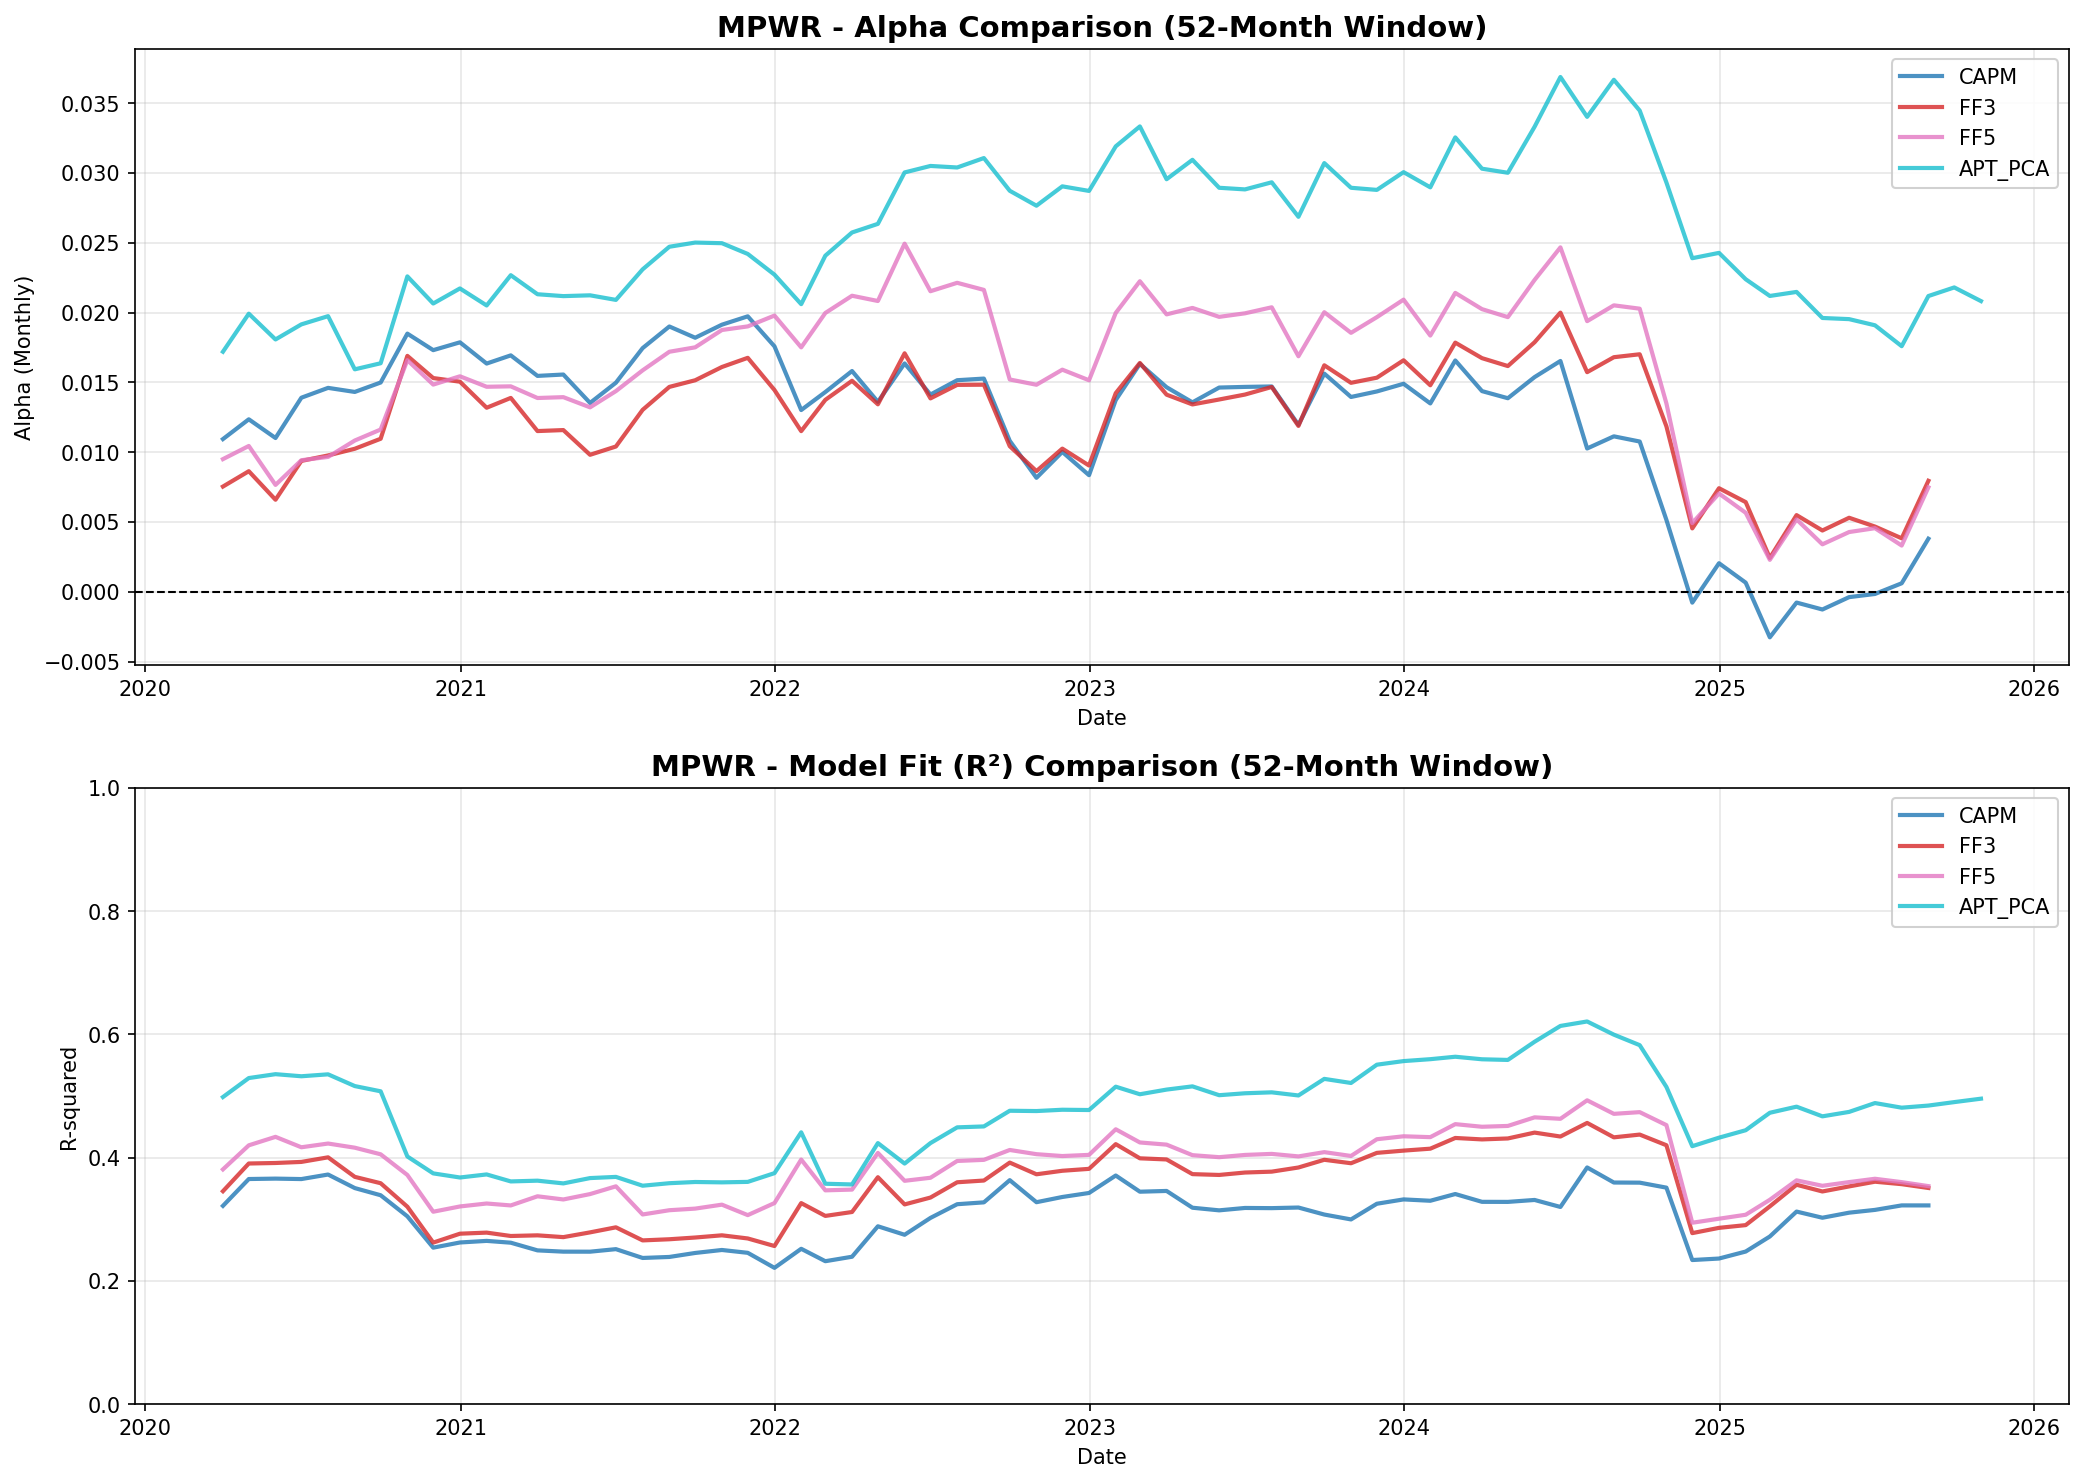 MPWR - Alpha Comparison (52-Month Window)
CAPM
FF3
FF5
APT_PCA
Alpha (Monthly)
0.035
0.030
0.025
0.020
0.015
0.010
0.005
0.000
−0.005
2020 2021 2022 2023 2024 2025 2026
Date
MPWR - Model Fit (R²) Comparison (52-Month Window)
CAPM
FF3
FF5
APT_PCA
R-squared
1.0
0.8
0.6
0.4
0.2
0.0
2020 2021 2022 2023 2024 2025 2026
Date